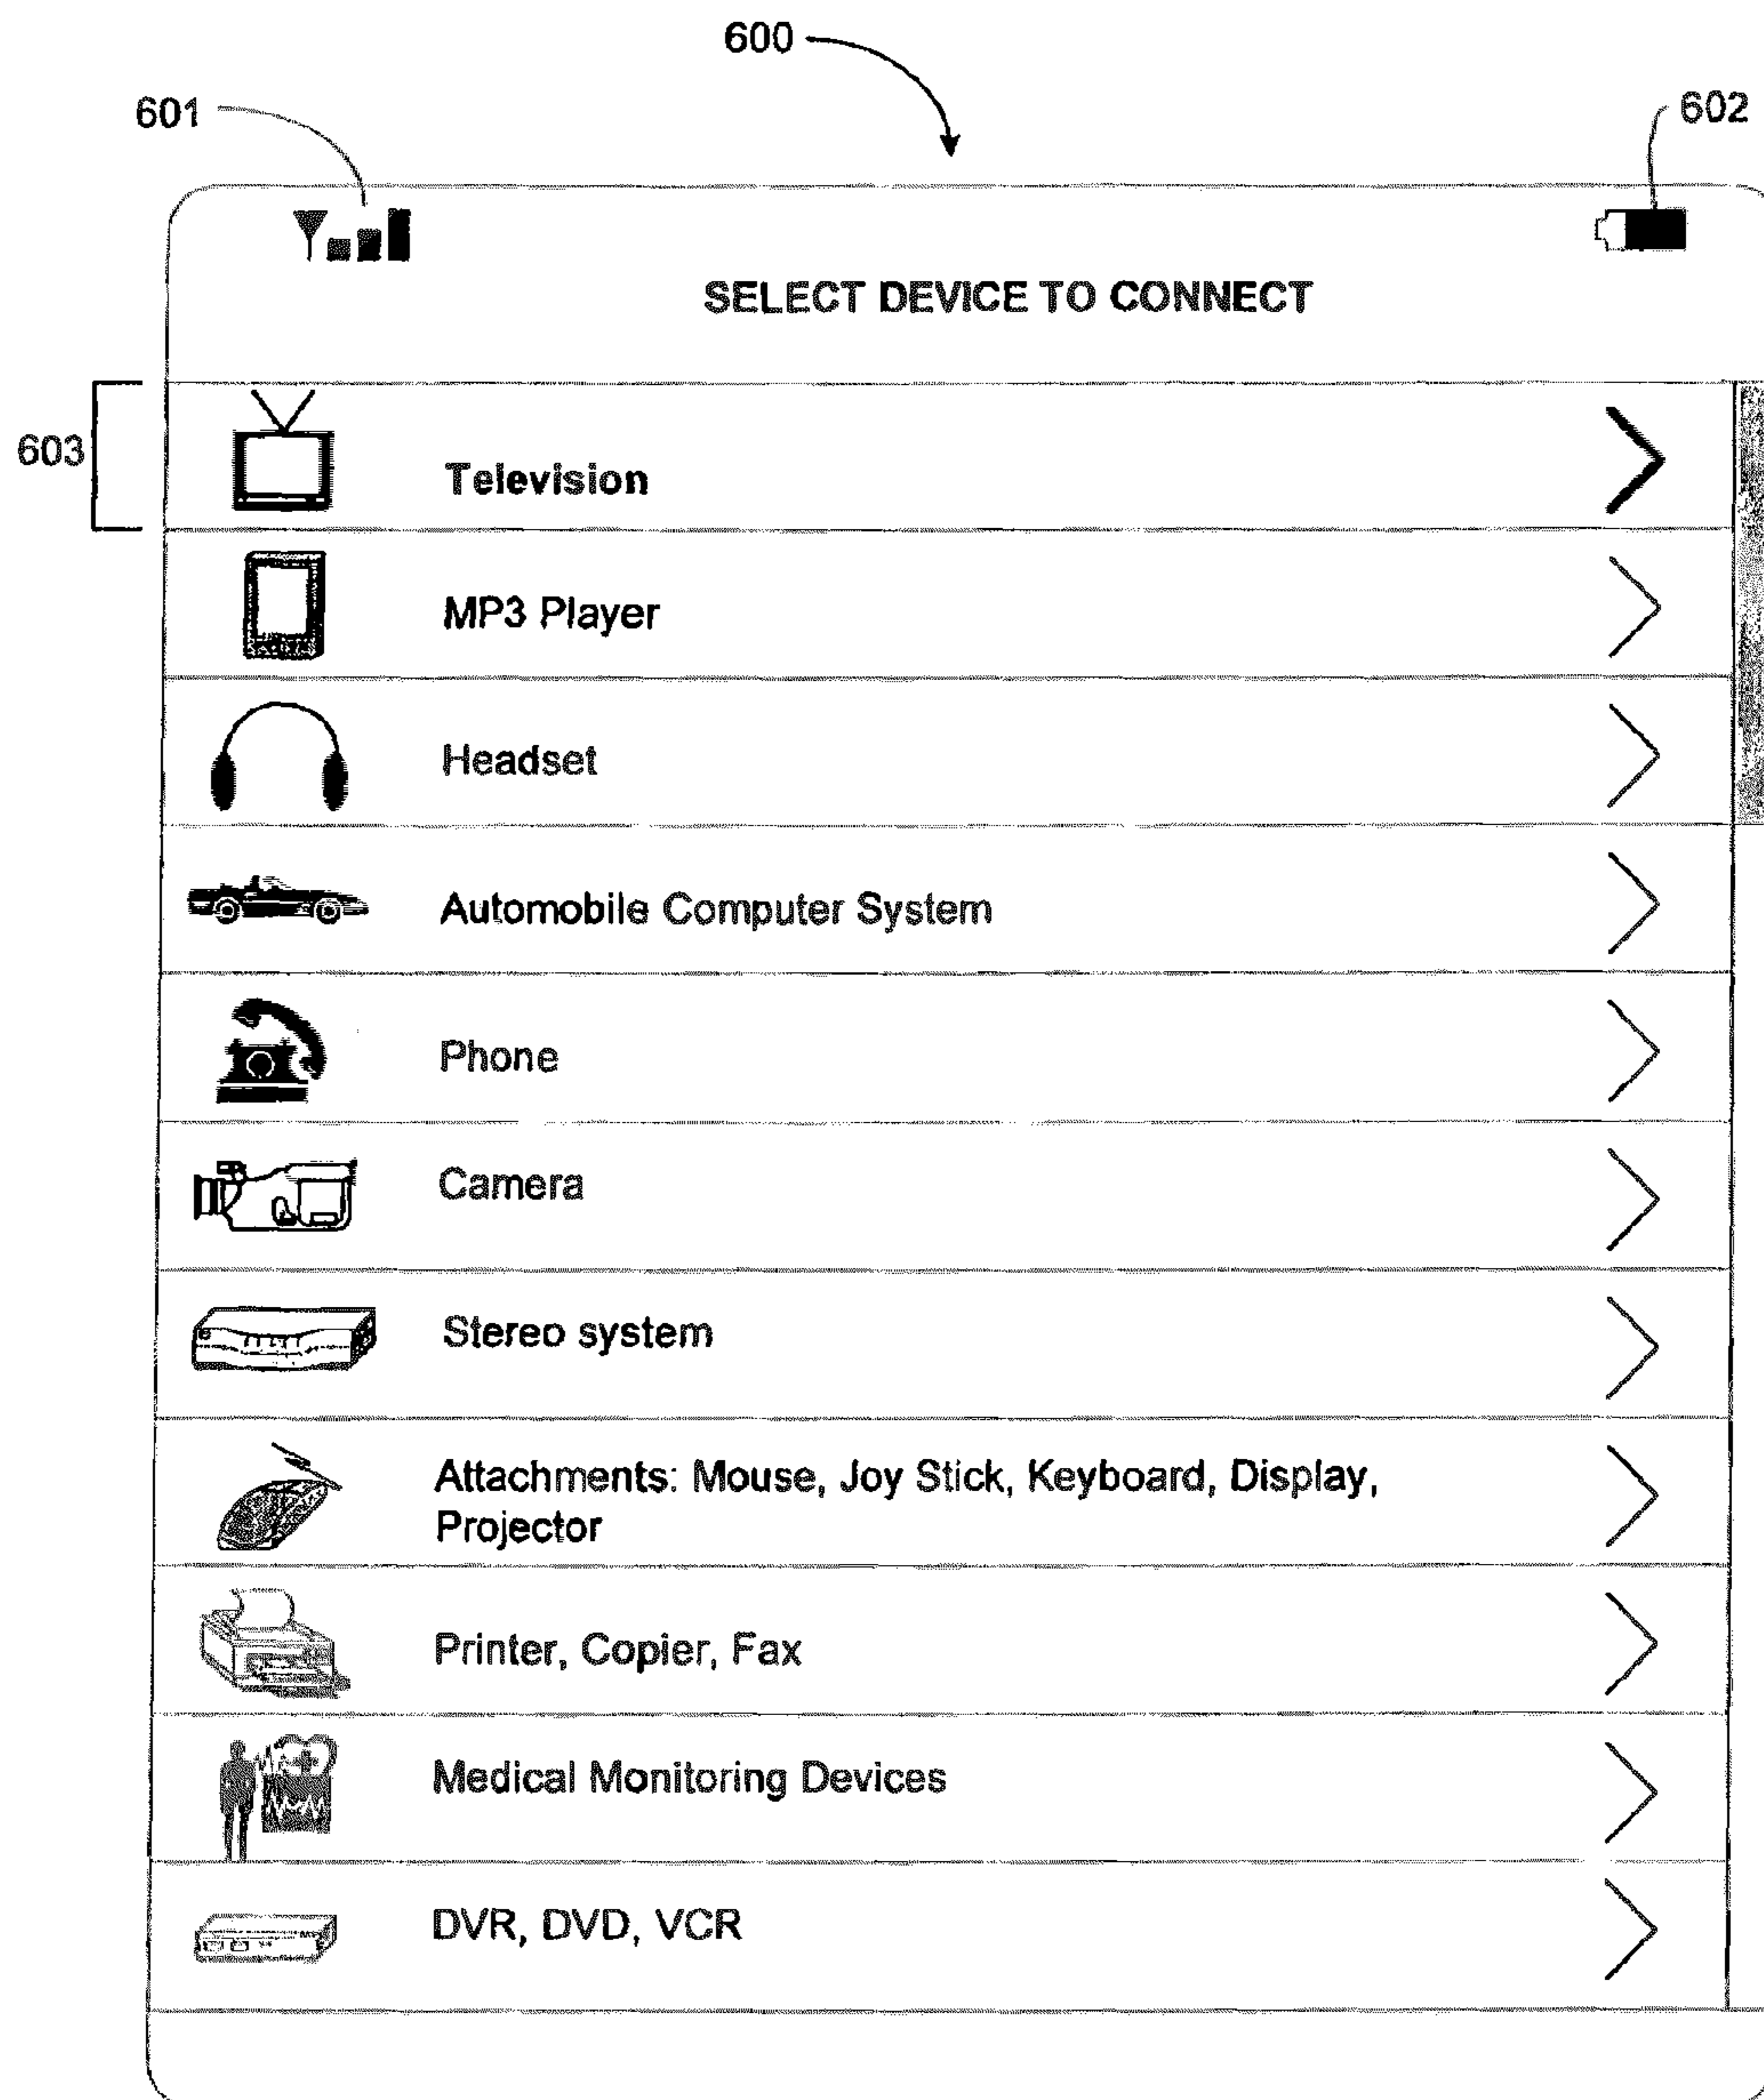 600
601
602
SELECT DEVICE TO CONNECT
603
Television
MP3 Player
Headset
Automobile Computer System
Phone
Camera
Stereo system
Attachments: Mouse, Joy Stick, Keyboard, Display,
Projector
Printer, Copier, Fax
Medical Monitoring Devices
DVR, DVD, VCR